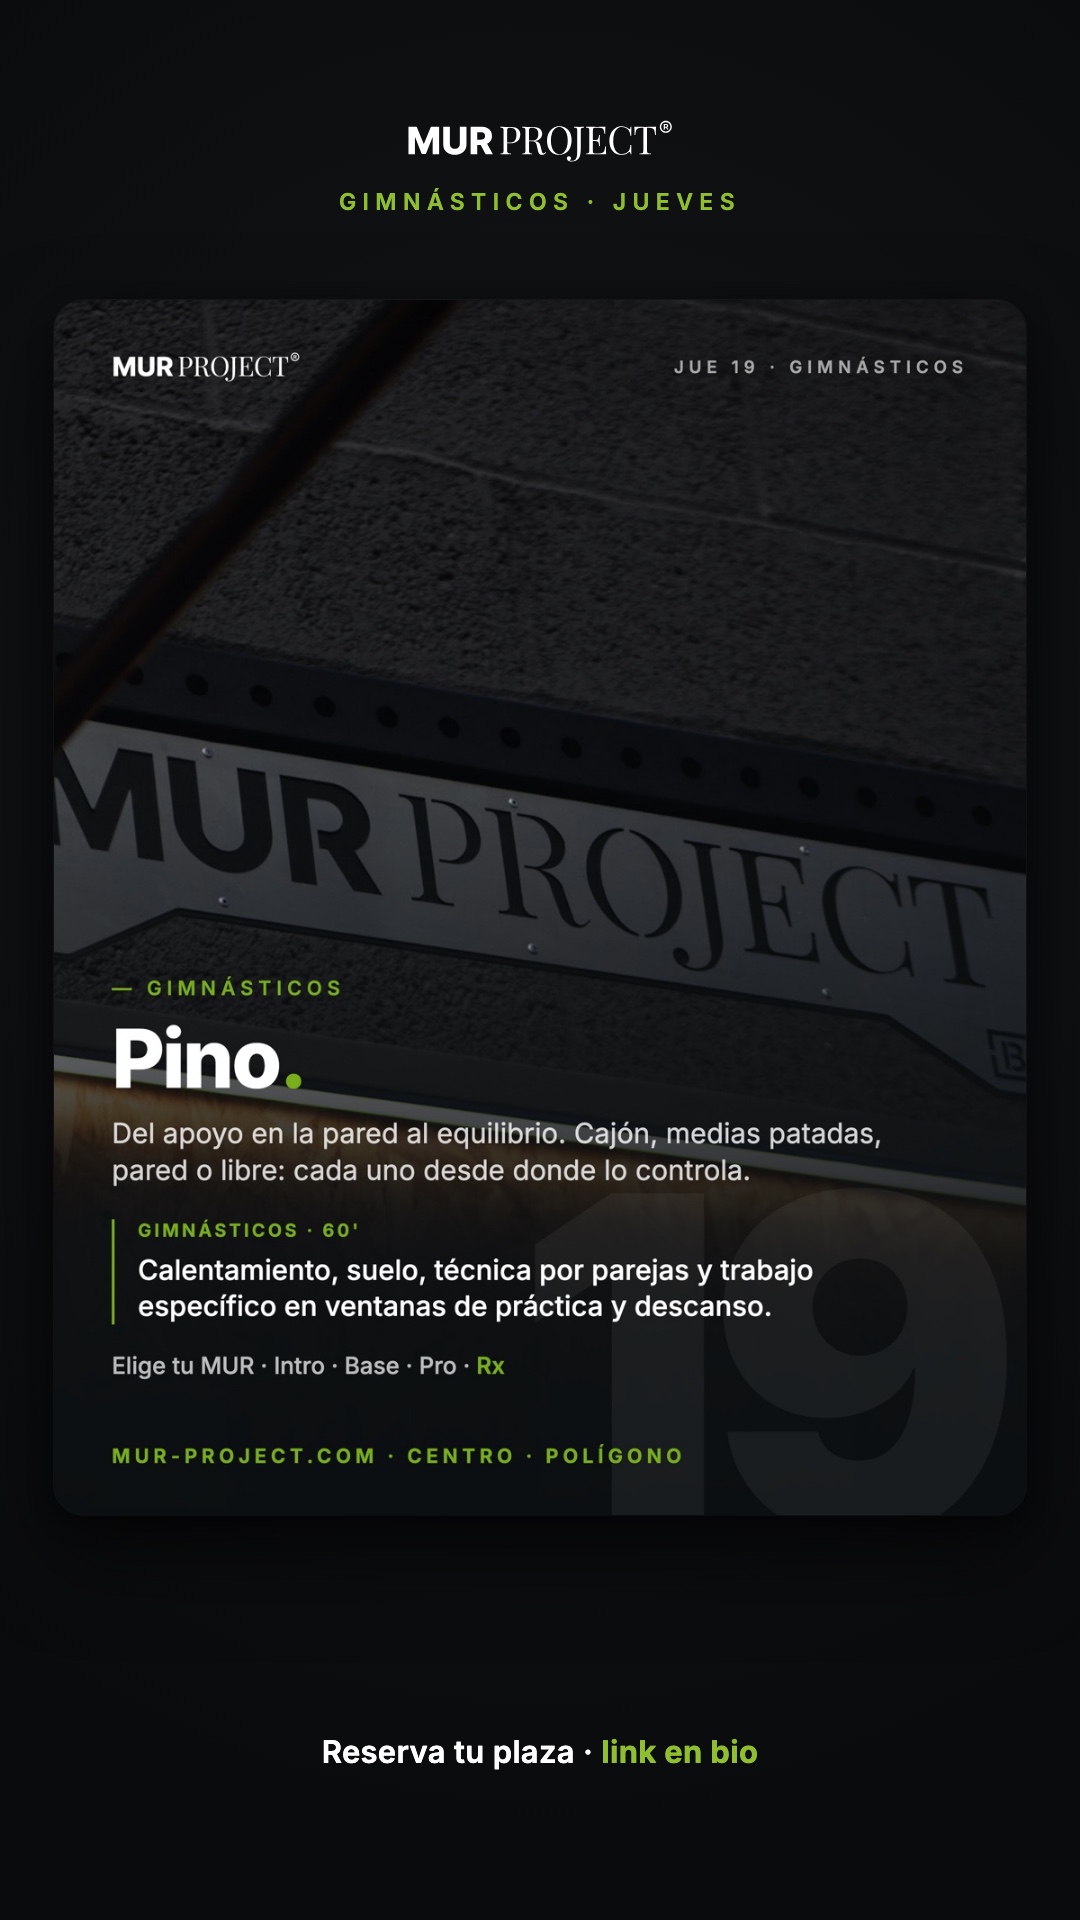 MUR PROJECT®
GIMNÁSTICOS · JUEVES
MUR PROJECT®
JUE 19 · GIMNÁSTICOS
MUR PROJECT
— GIMNÁSTICOS
Pino.
Del apoyo en la pared al equilibrio. Cajón, medias patadas,
pared o libre: cada uno desde donde lo controla.
GIMNÁSTICOS · 60'
Calentamiento, suelo, técnica por parejas y trabajo
específico en ventanas de práctica y descanso.
Elige tu MUR · Intro · Base · Pro · Rx
19
MUR-PROJECT.COM · CENTRO · POLÍGONO
Reserva tu plaza · link en bio